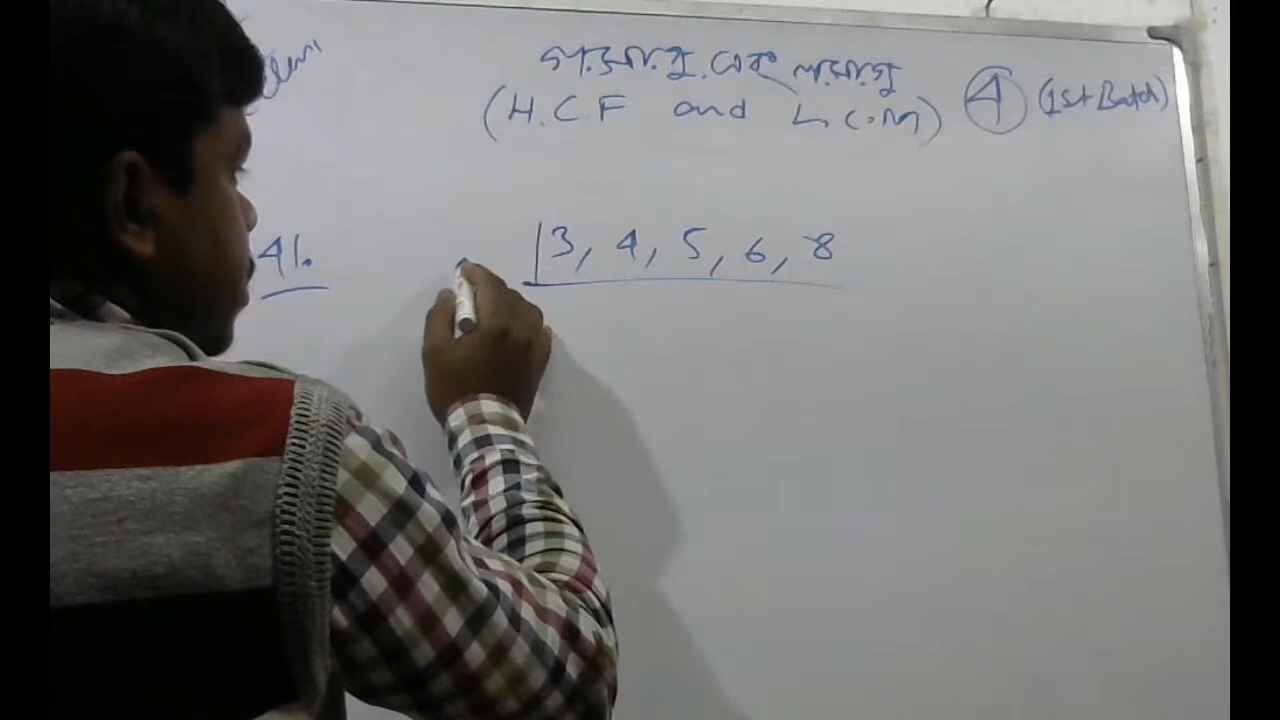 গ.সা.গু. এবং ল.সা.গু
(H.C.F and L.C.M) 4 (1st Batch)
41. 3, 4, 5, 6, 8